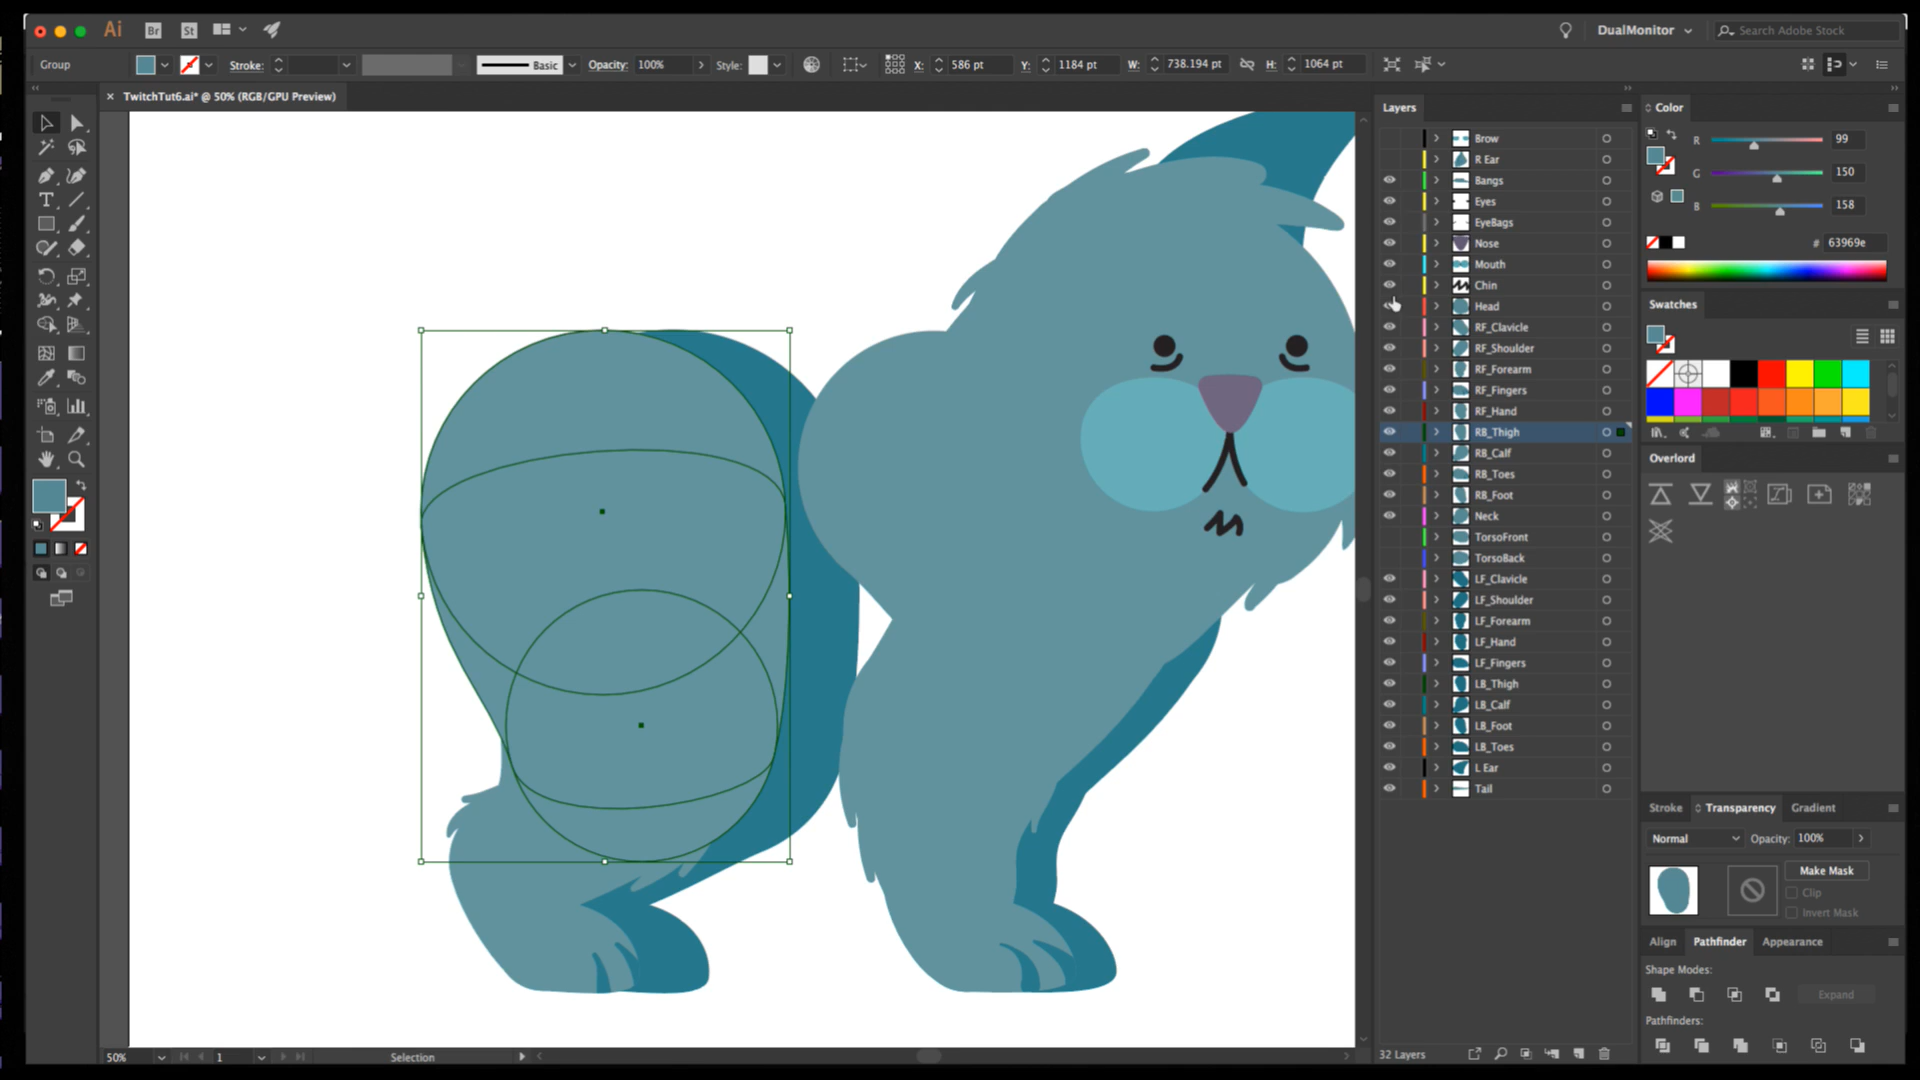 Ai Br St DualMonitor Search Adobe Stock
Group Stroke: Basic Opacity: 100% Style: X: 586 pt Y: 1184 pt W: 738.194 pt H: 1064 pt
× TwitchTut6.ai* @ 50% (RGB/GPU Preview)
Layers
Brow
R Ear
Bangs
Eyes
EyeBags
Nose
Mouth
Chin
Head
RF_Clavicle
RF_Shoulder
RF_Forearm
RF_Fingers
RF_Hand
RB_Thigh
RB_Calf
RB_Toes
RB_Foot
Neck
TorsoFront
TorsoBack
LF_Clavicle
LF_Shoulder
LF_Forearm
LF_Hand
LF_Fingers
LB_Thigh
LB_Calf
LB_Foot
LB_Toes
L Ear
Tail
32 Layers
Color
R 99
G 150
B 158
# 63969e
Swatches
Overlord
Stroke Transparency Gradient
Normal Opacity: 100%
Make Mask
Clip
Invert Mask
Align Pathfinder Appearance
Shape Modes:
Expand
Pathfinders:
50% 1 Selection